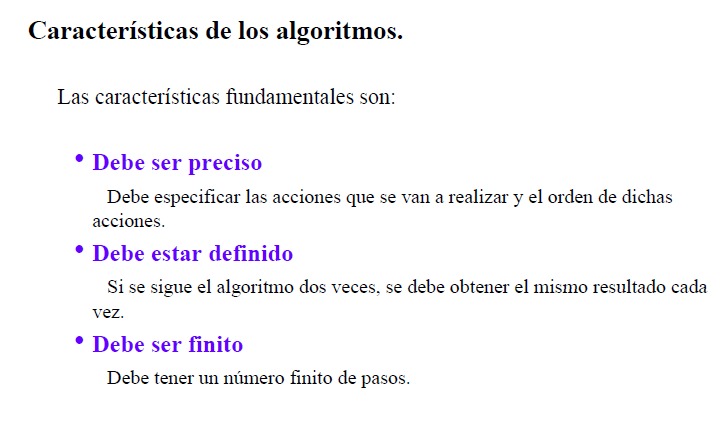 Características de los algoritmos.
Las características fundamentales son:
• Debe ser preciso
Debe especificar las acciones que se van a realizar y el orden de dichas
acciones.
• Debe estar definido
Si se sigue el algoritmo dos veces, se debe obtener el mismo resultado cada
vez.
• Debe ser finito
Debe tener un número finito de pasos.